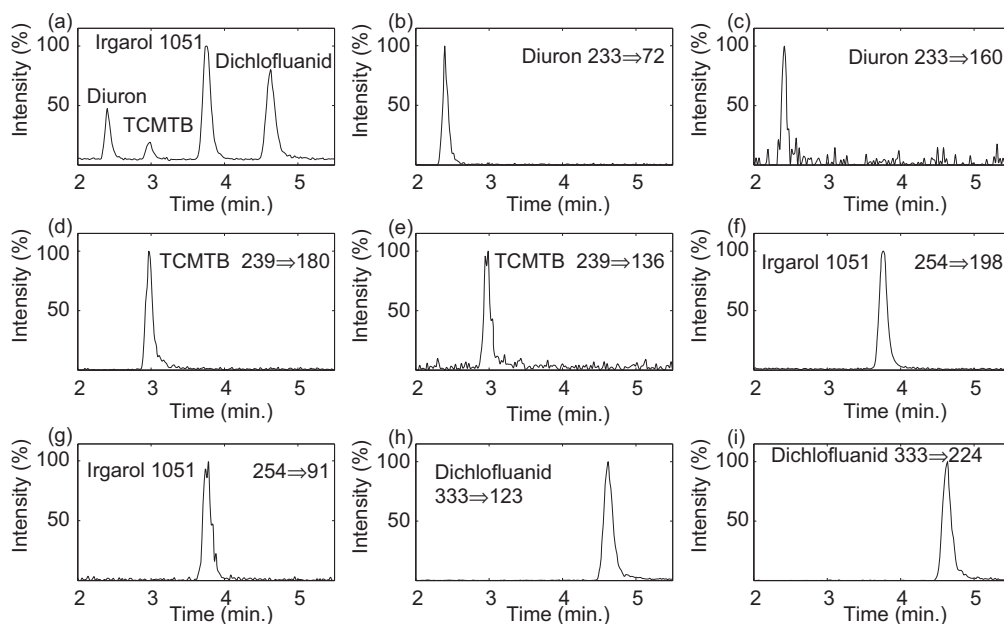 (a)
Intensity (%)
100
50
Irgarol 1051
Dichlofluanid
Diuron
TCMTB
2 3 4 5
Time (min.)
(b)
Intensity (%)
100
50
Diuron 233⇒72
2 3 4 5
Time (min.)
(c)
Intensity (%)
100
50
Diuron 233⇒160
2 3 4 5
Time (min.)
(d)
Intensity (%)
100
50
TCMTB 239⇒180
2 3 4 5
Time (min.)
(e)
Intensity (%)
100
50
TCMTB 239⇒136
2 3 4 5
Time (min.)
(f)
Intensity (%)
100
50
Irgarol 1051 254⇒198
2 3 4 5
Time (min.)
(g)
Intensity (%)
100
50
Irgarol 1051 254⇒91
2 3 4 5
Time (min.)
(h)
Intensity (%)
100
50
Dichlofluanid
333⇒123
2 3 4 5
Time (min.)
(i)
Intensity (%)
100
50
Dichlofluanid 333⇒224
2 3 4 5
Time (min.)